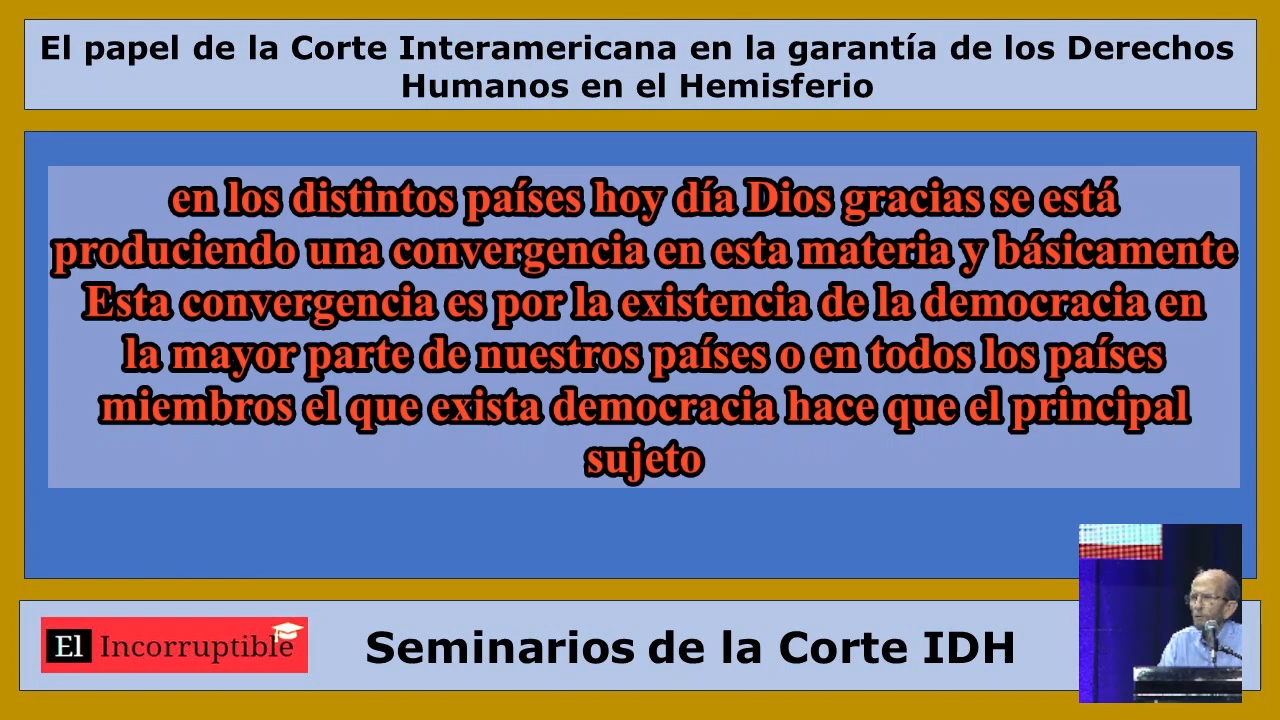 El papel de la Corte Interamericana en la garantía de los Derechos
Humanos en el Hemisferio
en los distintos países hoy día Dios gracias se está
produciendo una convergencia en esta materia y básicamente
Esta convergencia es por la existencia de la democracia en
la mayor parte de nuestros países o en todos los países
miembros el que exista democracia hace que el principal
sujeto
El Incorruptible
Seminarios de la Corte IDH